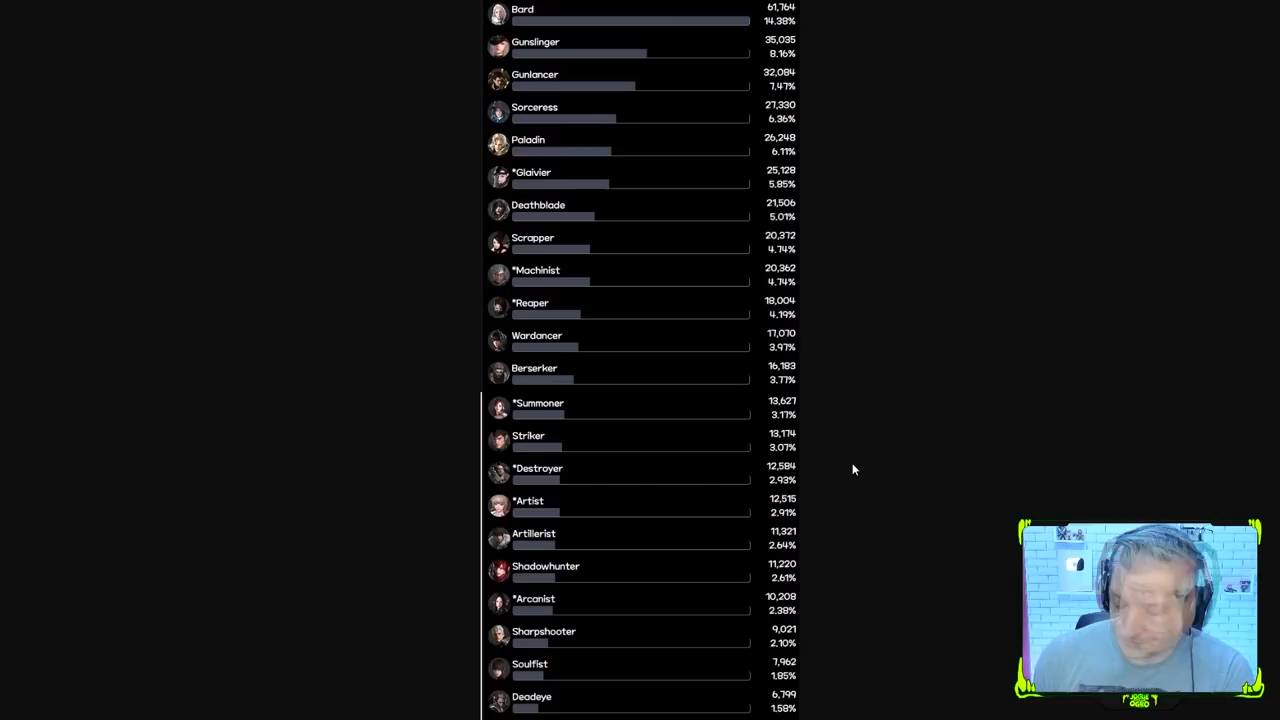 Bard 61,764
14.38%
Gunslinger 35,035
8.16%
Gunlancer 32,084
7.47%
Sorceress 27,330
6.36%
Paladin 26,248
6.11%
*Glaivier 25,128
5.85%
Deathblade 21,506
5.01%
Scrapper 20,372
4.74%
*Machinist 20,362
4.74%
*Reaper 18,004
4.19%
Wardancer 17,070
3.97%
Berserker 16,183
3.77%
*Summoner 13,627
3.17%
Striker 13,174
3.07%
*Destroyer 12,584
2.93%
*Artist 12,515
2.91%
Artillerist 11,321
2.64%
Shadowhunter 11,220
2.61%
*Arcanist 10,208
2.38%
Sharpshooter 9,021
2.10%
Soulfist 7,962
1.85%
Deadeye 6,799
1.58%
JOGUE
OGRO